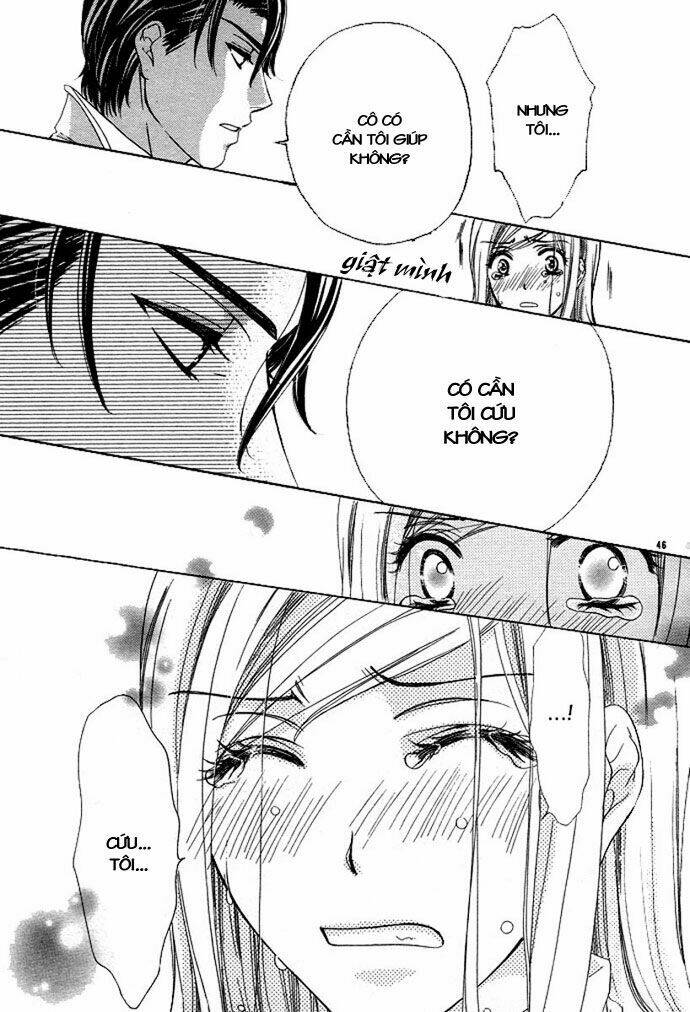 NHƯNG
TÔI...
CÔ CÓ
CẦN TÔI GIÚP
KHÔNG?
giật mình
CÓ CẦN
TÔI CỨU
KHÔNG?
46
...!
CỨU...
TÔI...